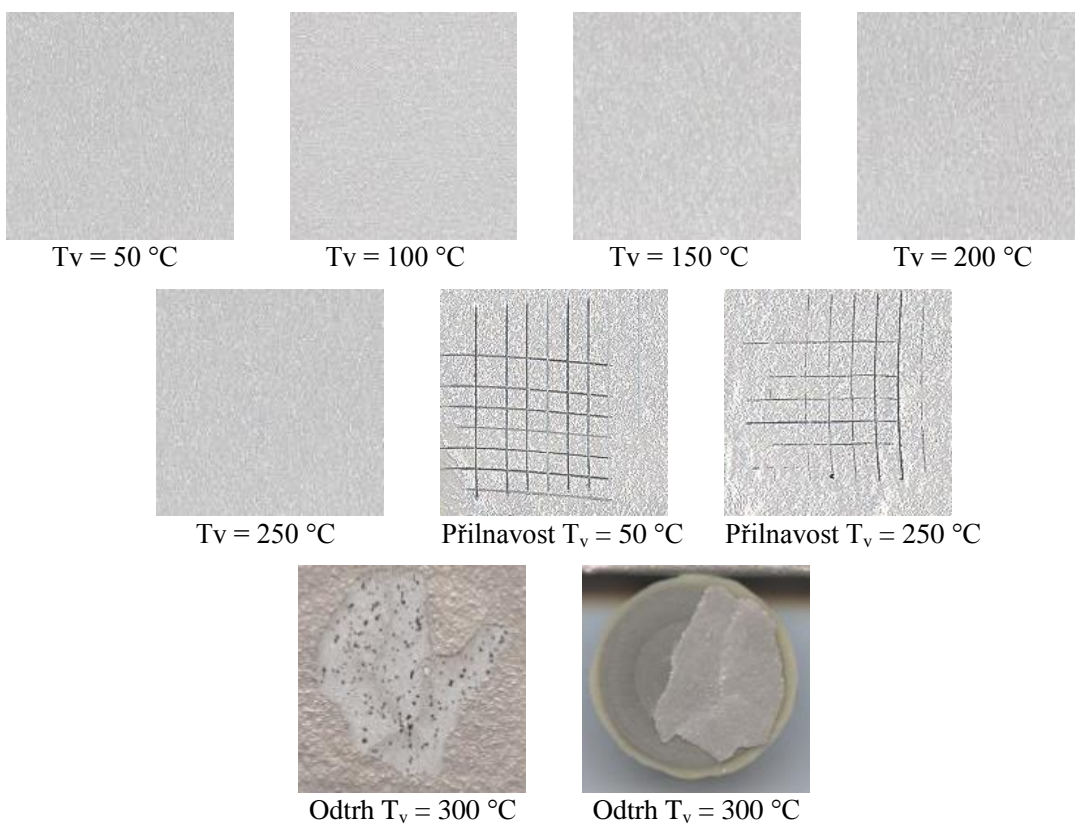 Tv = 50 °C
Tv = 100 °C
Tv = 150 °C
Tv = 200 °C
Tv = 250 °C
Přilnavost Tv = 50 °C
Přilnavost Tv = 250 °C
Odtrh Tv = 300 °C
Odtrh Tv = 300 °C